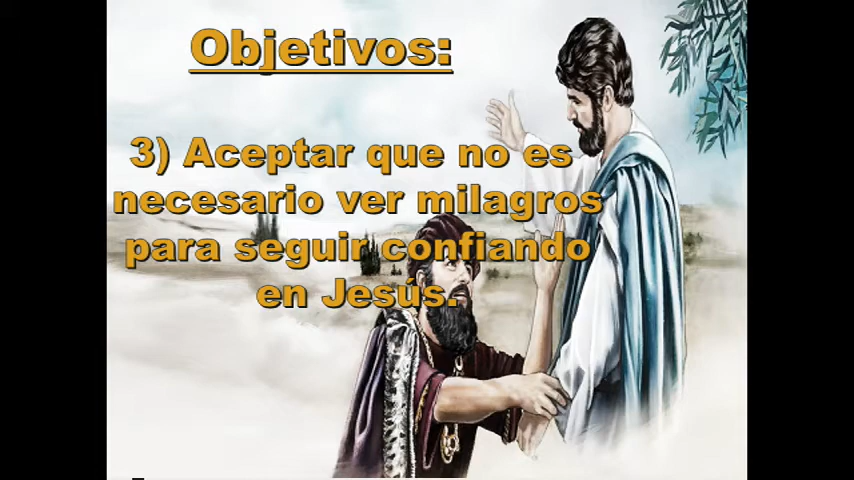 Objetivos:
3) Aceptar que no es
necesario ver milagros
para seguir confiando
en Jesús.